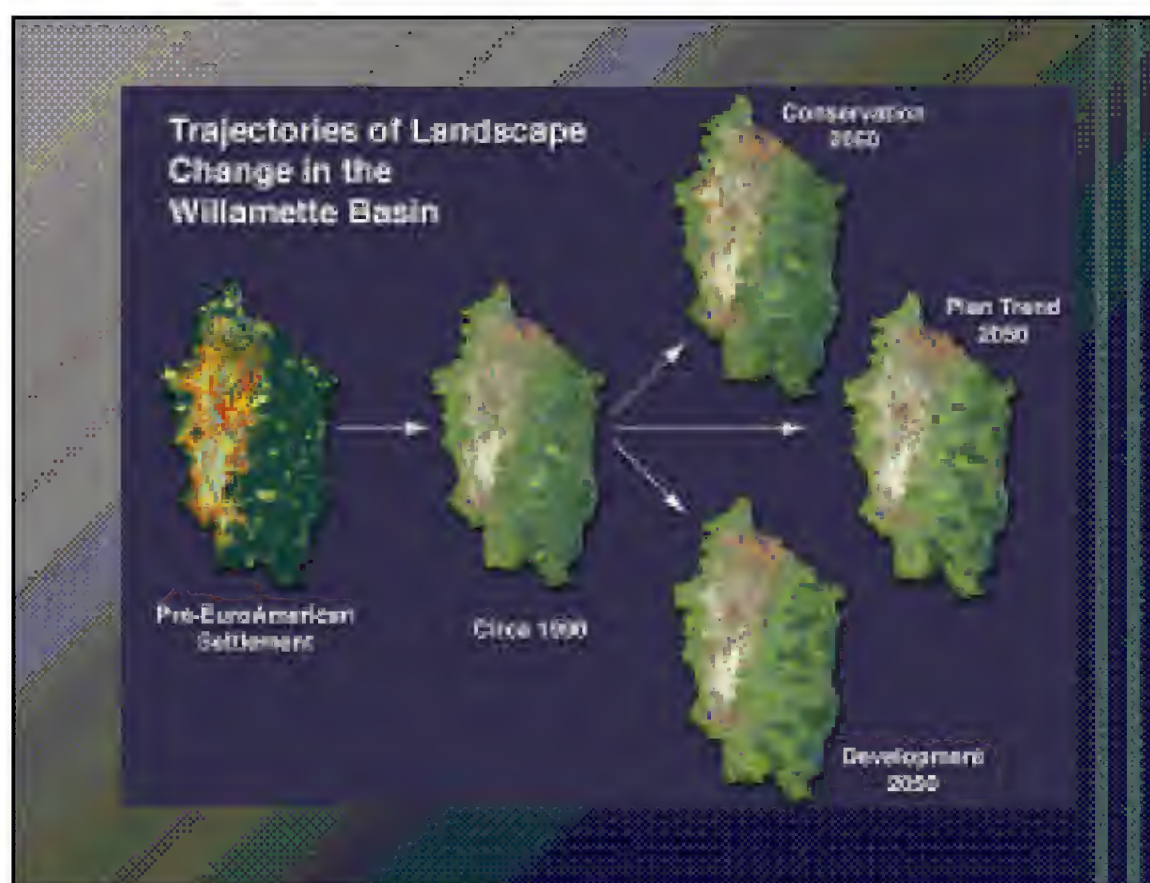 Trajectories of Landscape
Change in the
Willamette Basin
Conservation
2050
Plan Trend
2050
Pre-EuroAmerican
Settlement
Circa 1990
Development
2050